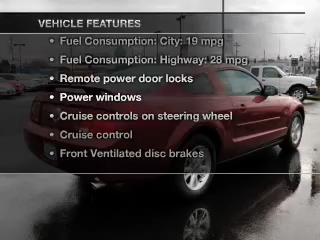 VEHICLE FEATURES
• Fuel Consumption: City: 19 mpg
• Fuel Consumption: Highway: 28 mpg
• Remote power door locks
• Power windows
• Cruise controls on steering wheel
• Cruise control
• Front Ventilated disc brakes